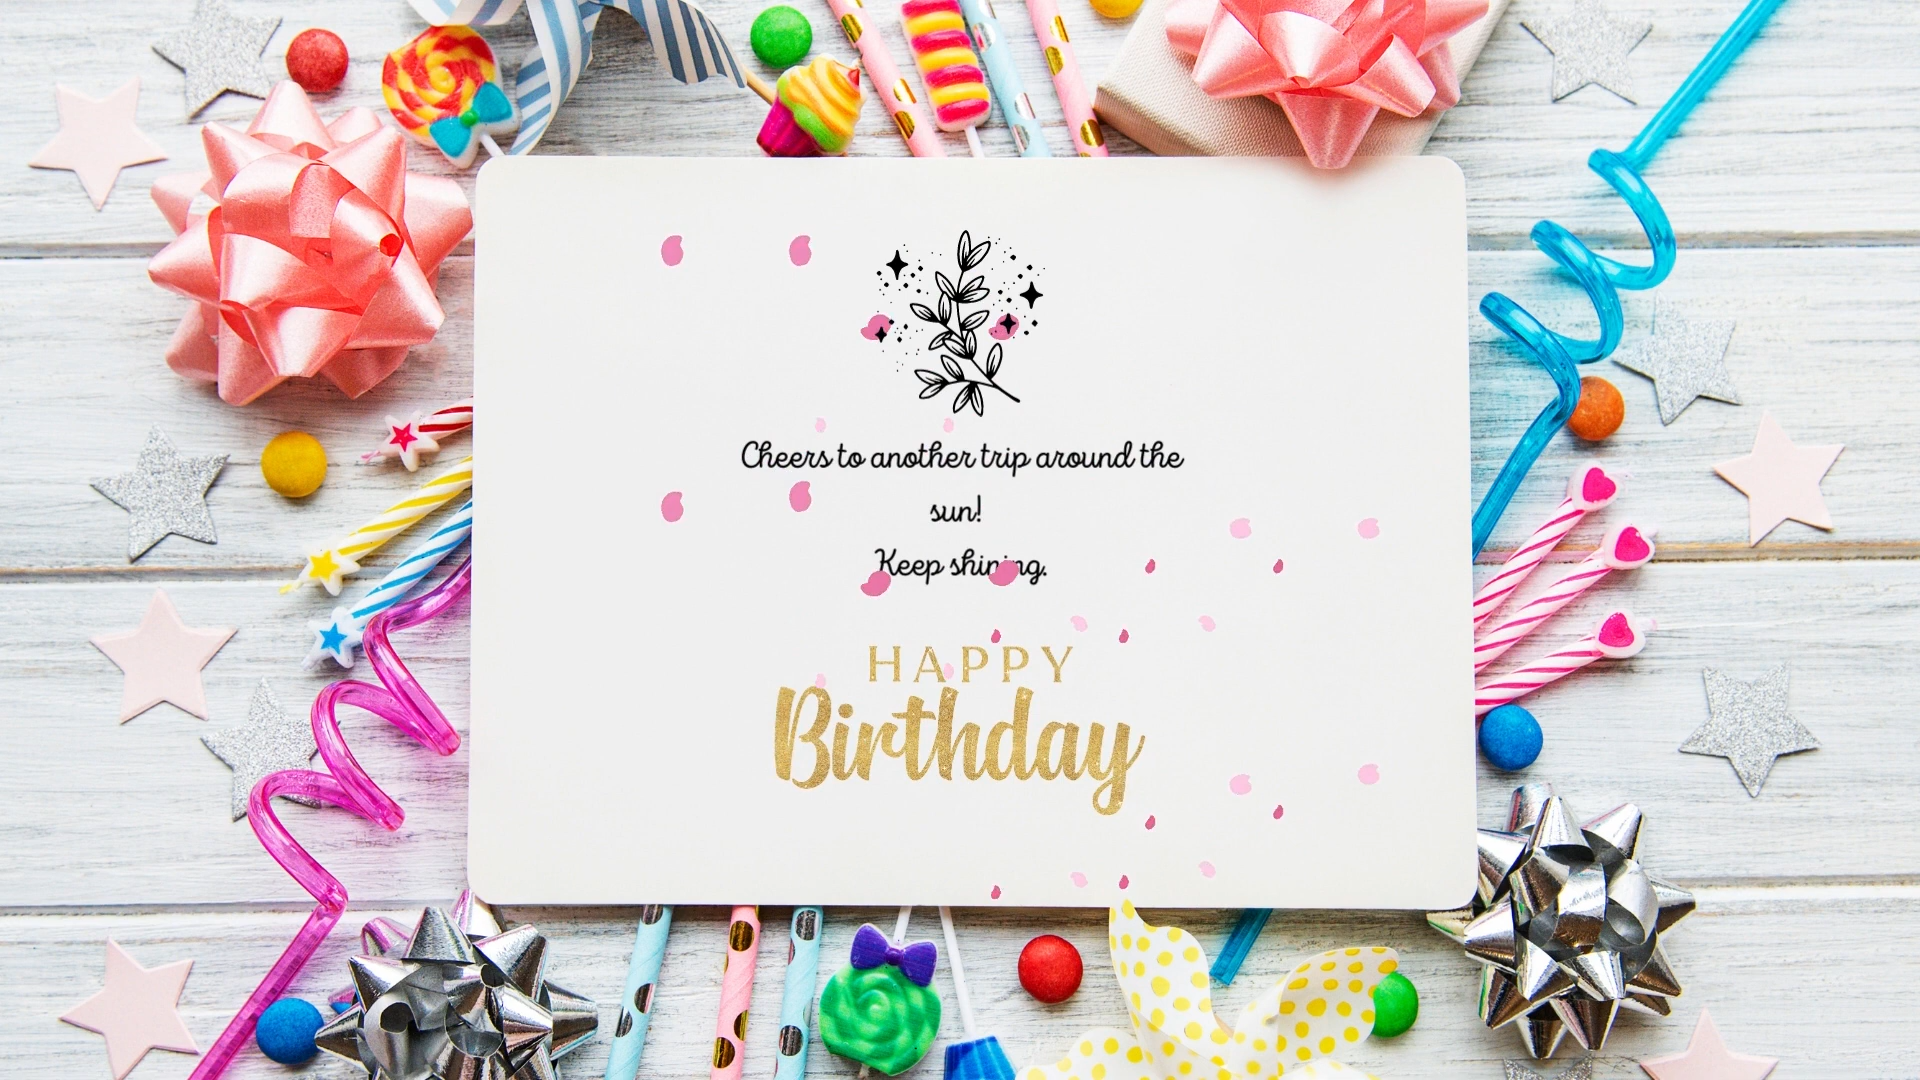 Cheers to another trip around the
sun!
Keep shining.
HAPPY
Birthday